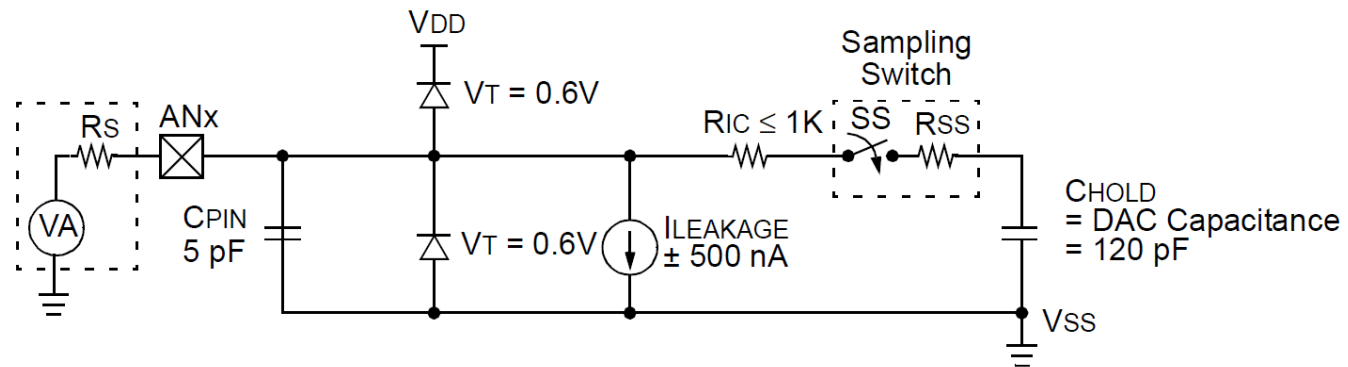 VDD
Sampling
Switch
VT = 0.6V
ANx
RS
RIC ≤ 1K
SS
RSS
VA
CPIN
5 pF
VT = 0.6V
ILEAKAGE
± 500 nA
CHOLD
= DAC Capacitance
= 120 pF
VSS